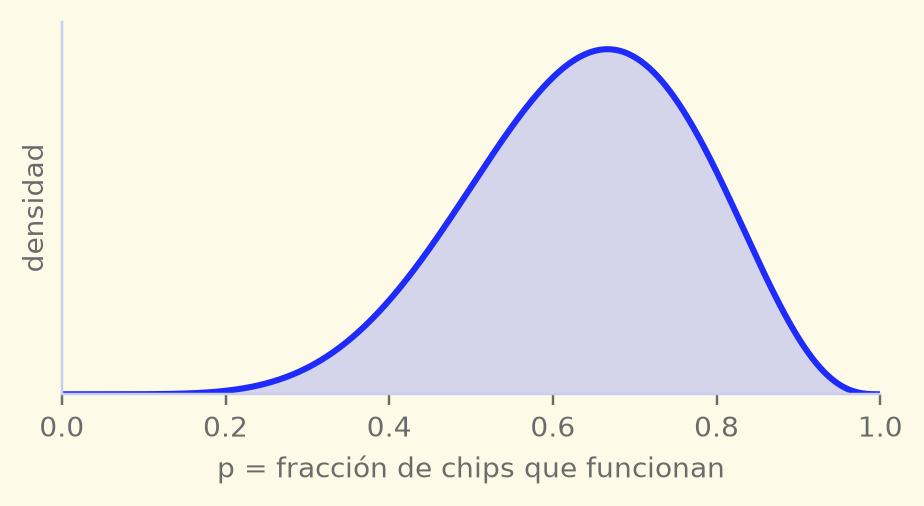 densidad
0.0 0.2 0.4 0.6 0.8 1.0
p = fracción de chips que funcionan